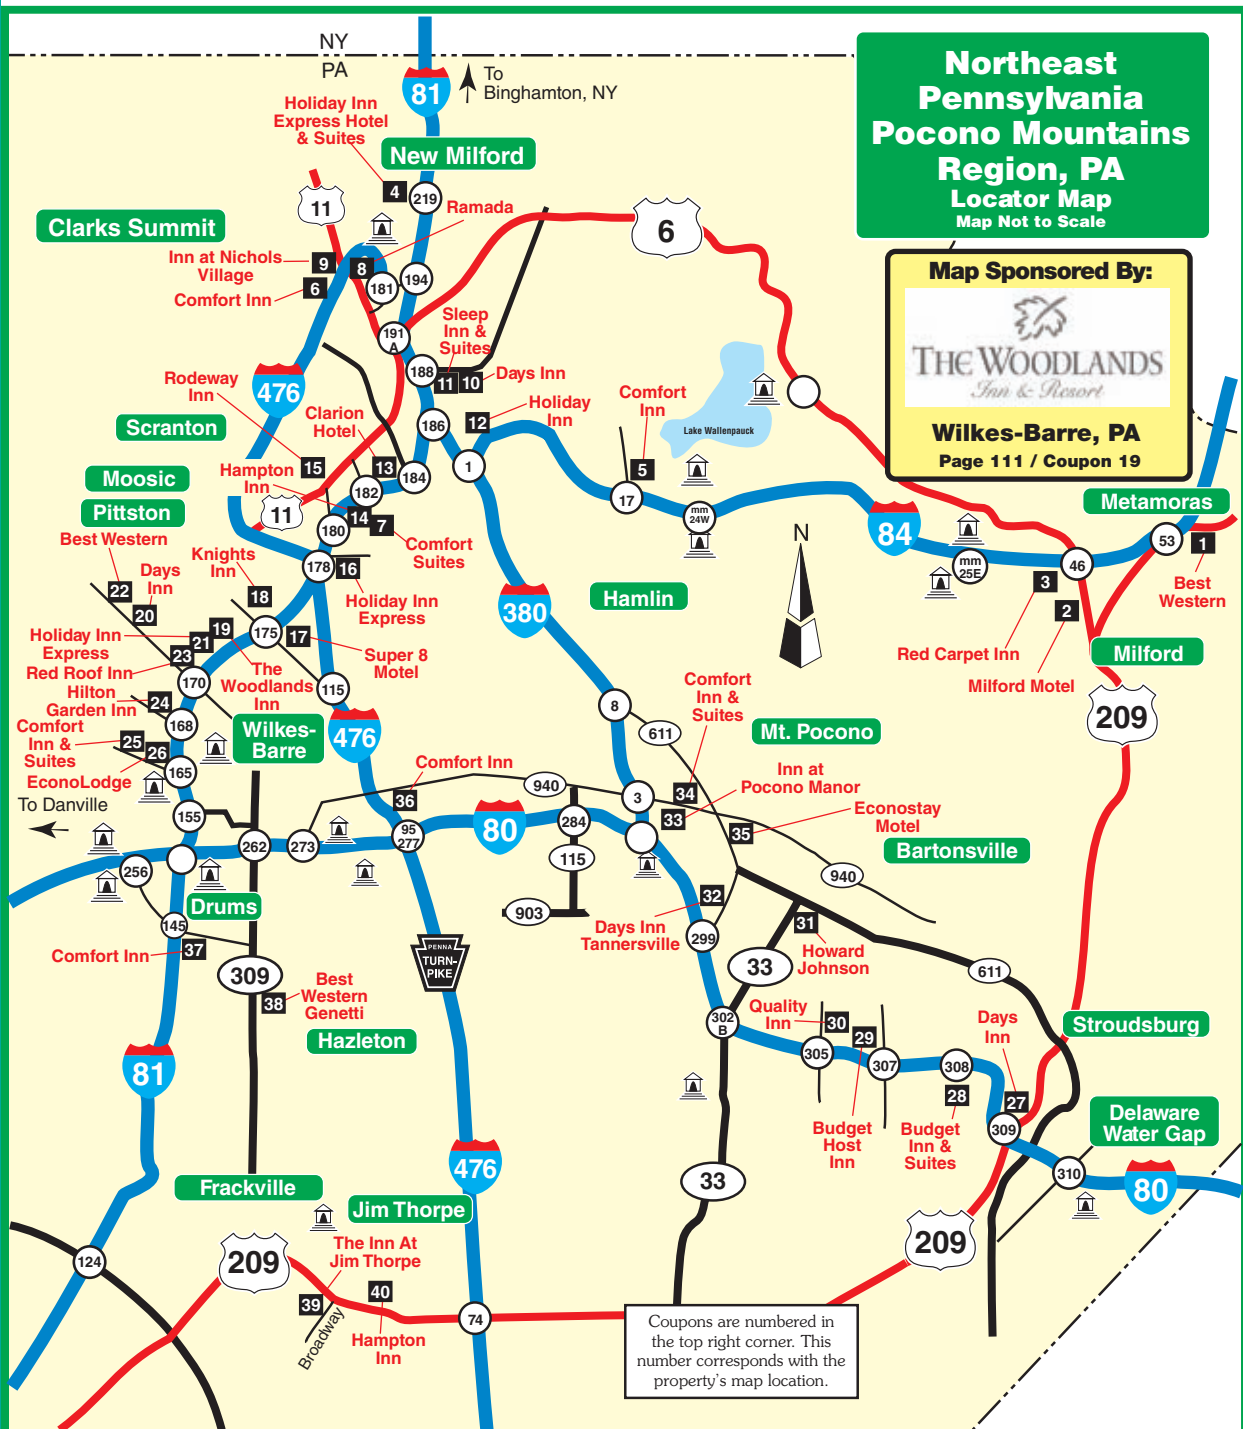 NY
PA
81
To
Binghamton, NY
Northeast
Pennsylvania
Pocono Mountains
Region, PA
Locator Map
Map Not to Scale
Holiday Inn
Express Hotel
& Suites
New Milford
4
219
11
Ramada
Clarks Summit
6
Inn at Nichols
Village
9
8
Comfort Inn
6
181
194
Map Sponsored By:
THE WOODLANDS
Inn & Resort
Wilkes-Barre, PA
Page 111 / Coupon 19
191
A
Sleep
Inn &
Suites
188
11
10
Days Inn
476
Rodeway
Inn
Clarion
Hotel
Scranton
186
12
Holiday
Inn
Comfort
Inn
Lake Wallenpauck
Hampton
Inn
15
13
184
1
5
17
Moosic
Pittston
182
11
14
7
180
mm
24W
84
Metamoras
Best Western
Knights
Inn
Comfort
Suites
N
53
1
Days
Inn
178
16
mm
25E
46
Best
Western
22
20
18
Holiday Inn
Express
380
Hamlin
3
2
Holiday Inn
Express
21
19
175
17
Super 8
Motel
Red Carpet Inn
Milford
Red Roof Inn
23
The
Woodlands
Inn
Milford Motel
170
115
Hilton
Garden Inn
24
Comfort
Inn &
Suites
8
209
168
Wilkes-
Barre
476
611
Mt. Pocono
Comfort
Inn &
Suites
25
26
EconoLodge
165
Comfort Inn
940
Inn at
Pocono Manor
To Danville
36
3
34
33
Econostay
Motel
155
95
277
80
284
35
Bartonsville
262
273
256
115
940
Drums
903
32
Days Inn
Tannersville
145
37
Comfort Inn
299
31
Howard
Johnson
PENNA
TURN-
PIKE
33
611
309
38
Best
Western
Genetti
Quality
Inn
30
302
B
Days
Inn
Stroudsburg
Hazleton
29
305
307
308
81
28
27
Delaware
Water Gap
Budget
Host
Inn
Budget
Inn &
Suites
309
476
310
80
Frackville
33
Jim Thorpe
The Inn At
Jim Thorpe
209
209
124
39
40
Broadway
Hampton
Inn
74
Coupons are numbered in
the top right corner. This
number corresponds with the
property's map location.